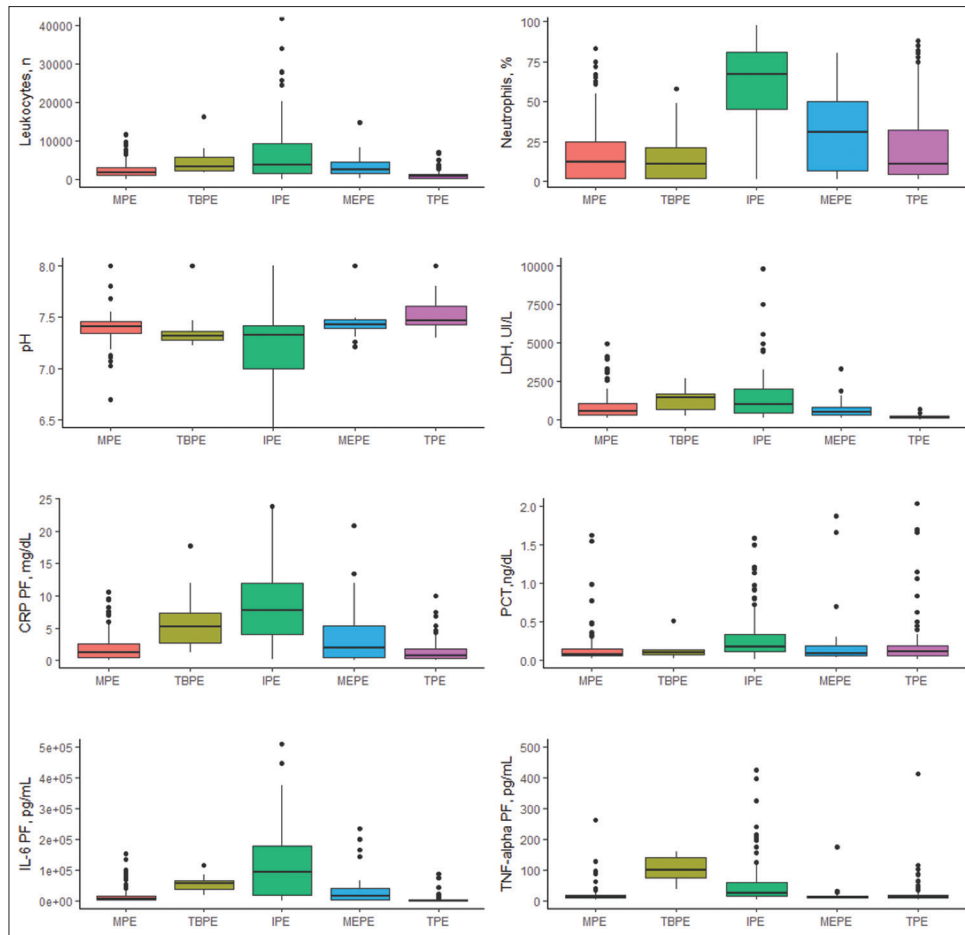 Leukocytes, n
40000
30000
20000
10000
0
MPE TBPE IPE MEPE TPE
Neutrophils, %
100
75
50
25
0
MPE TBPE IPE MEPE TPE
pH
8.0
7.5
7.0
6.5
MPE TBPE IPE MEPE TPE
LDH, UI/L
10000
7500
5000
2500
0
MPE TBPE IPE MEPE TPE
CRP PF, mg/dL
25
20
15
10
5
0
MPE TBPE IPE MEPE TPE
PCT,ng/dL
2.0
1.5
1.0
0.5
0.0
MPE TBPE IPE MEPE TPE
IL-6 PF, pg/mL
5e+05
4e+05
3e+05
2e+05
1e+05
0e+00
MPE TBPE IPE MEPE TPE
TNF-alpha PF, pg/mL
500
400
300
200
100
0
MPE TBPE IPE MEPE TPE